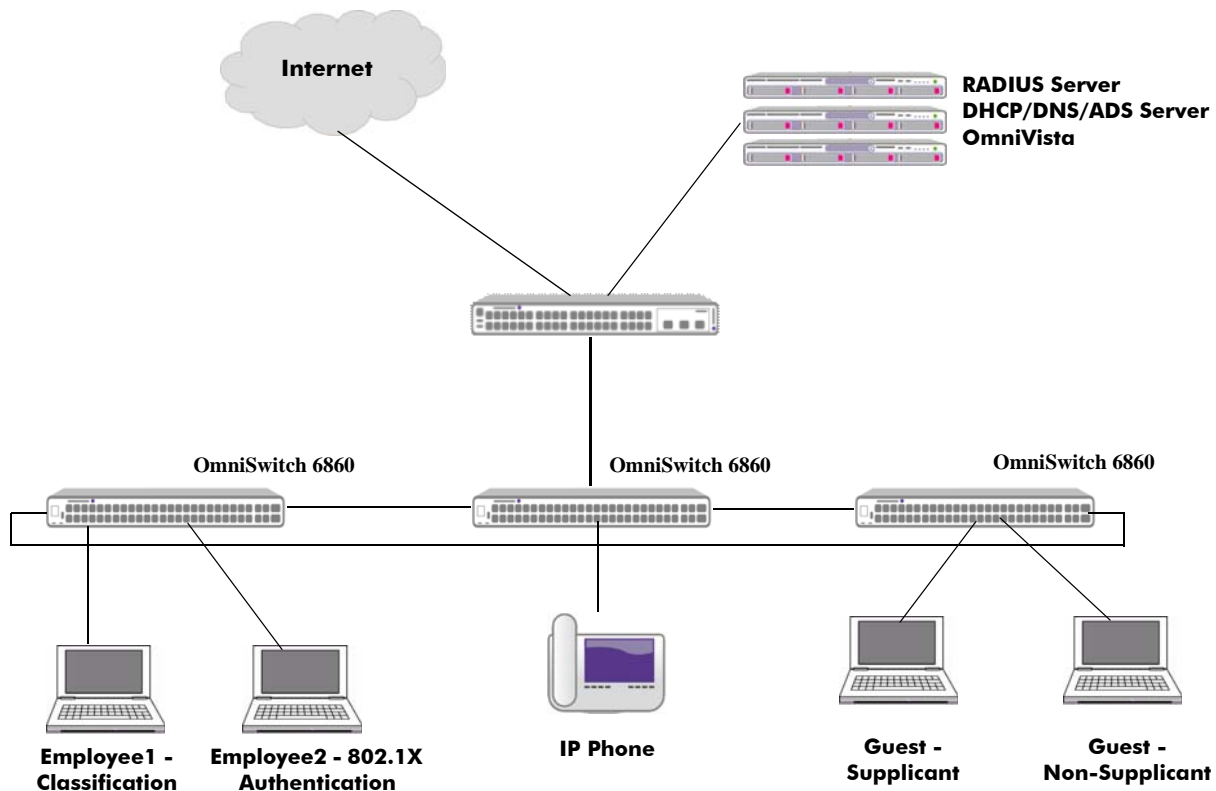 Internet
RADIUS Server
DHCP/DNS/ADS Server
OmniVista
OmniSwitch 6860
OmniSwitch 6860
OmniSwitch 6860
Employee1 -
Classification
Employee2 - 802.1X
Authentication
IP Phone
Guest -
Supplicant
Guest -
Non-Supplicant